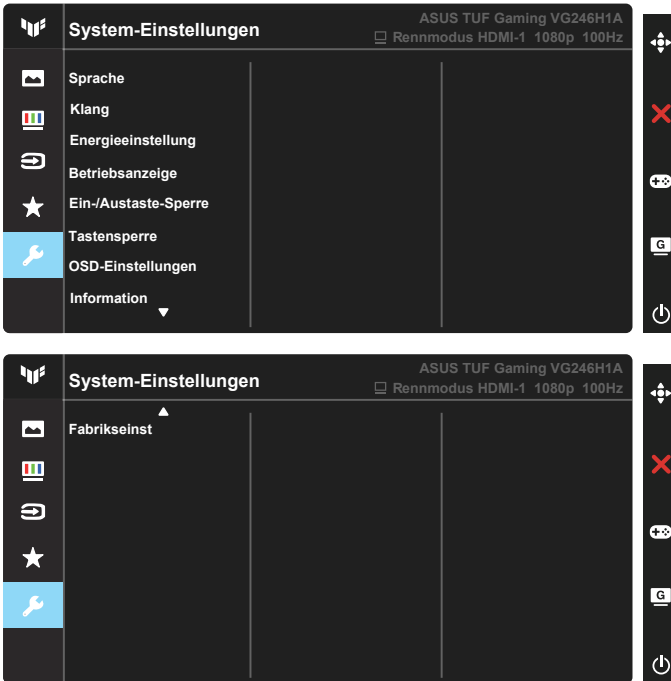 System-Einstellungen
ASUS TUF Gaming VG246H1A
Rennmodus HDMI-1 1080p 100Hz
Sprache
Klang
Energieeinstellung
Betriebsanzeige
Ein-/Austaste-Sperre
Tastensperre
OSD-Einstellungen
Information
G
System-Einstellungen
ASUS TUF Gaming VG246H1A
Rennmodus HDMI-1 1080p 100Hz
Fabrikseinst
G